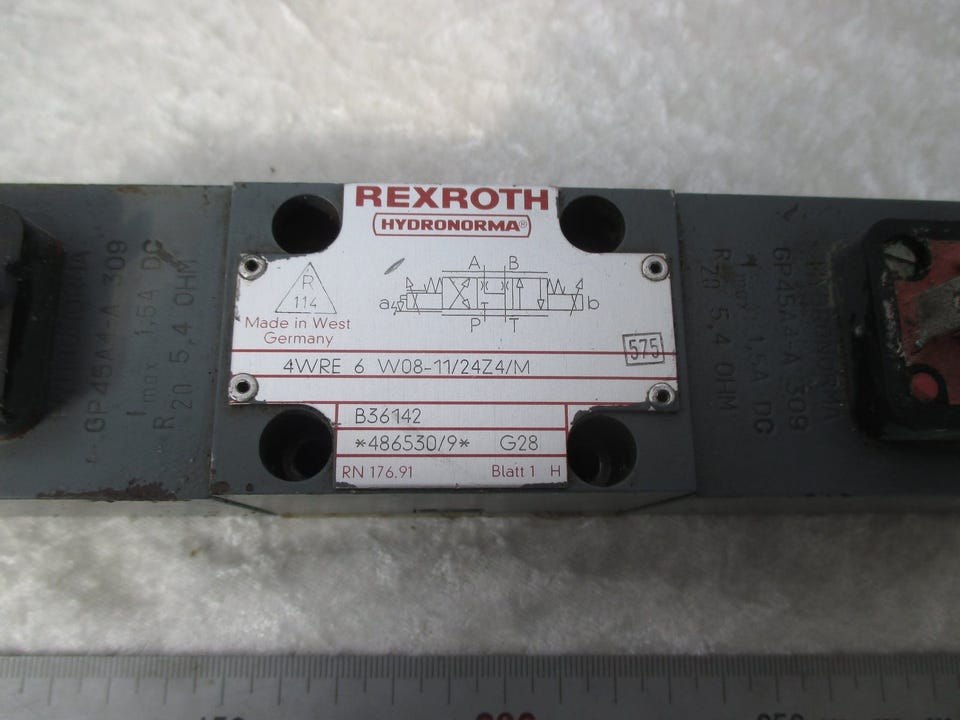 REXROTH
HYDRONORMA®
R
114
Made in West
Germany
A B
a b
P T
575
4WRE 6 W08-11/24Z4/M
B36142
*486530/9* G28
RN 176.91 Blatt 1 H
GP45A4-A 309
Imax 1,5A DC
R 20 5,4 OHM
GP45A4-A 309
Imax 1,5A DC
R 20 5,4 OHM